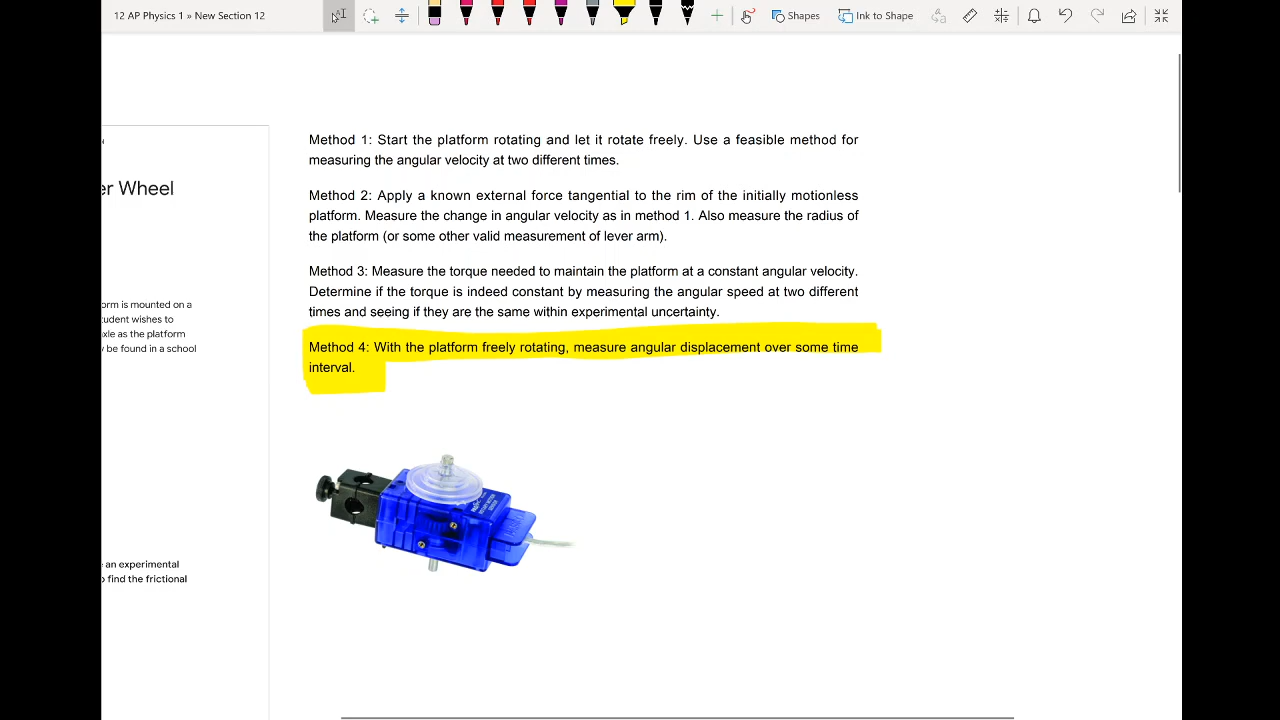 12 AP Physics 1 » New Section 12
Shapes
Ink to Shape
er Wheel
orm is mounted on a
tudent wishes to
xle as the platform
y be found in a school
e an experimental
o find the frictional
Method 1: Start the platform rotating and let it rotate freely. Use a feasible method for
measuring the angular velocity at two different times.
Method 2: Apply a known external force tangential to the rim of the initially motionless
platform. Measure the change in angular velocity as in method 1. Also measure the radius of
the platform (or some other valid measurement of lever arm).
Method 3: Measure the torque needed to maintain the platform at a constant angular velocity.
Determine if the torque is indeed constant by measuring the angular speed at two different
times and seeing if they are the same within experimental uncertainty.
Method 4: With the platform freely rotating, measure angular displacement over some time
interval.